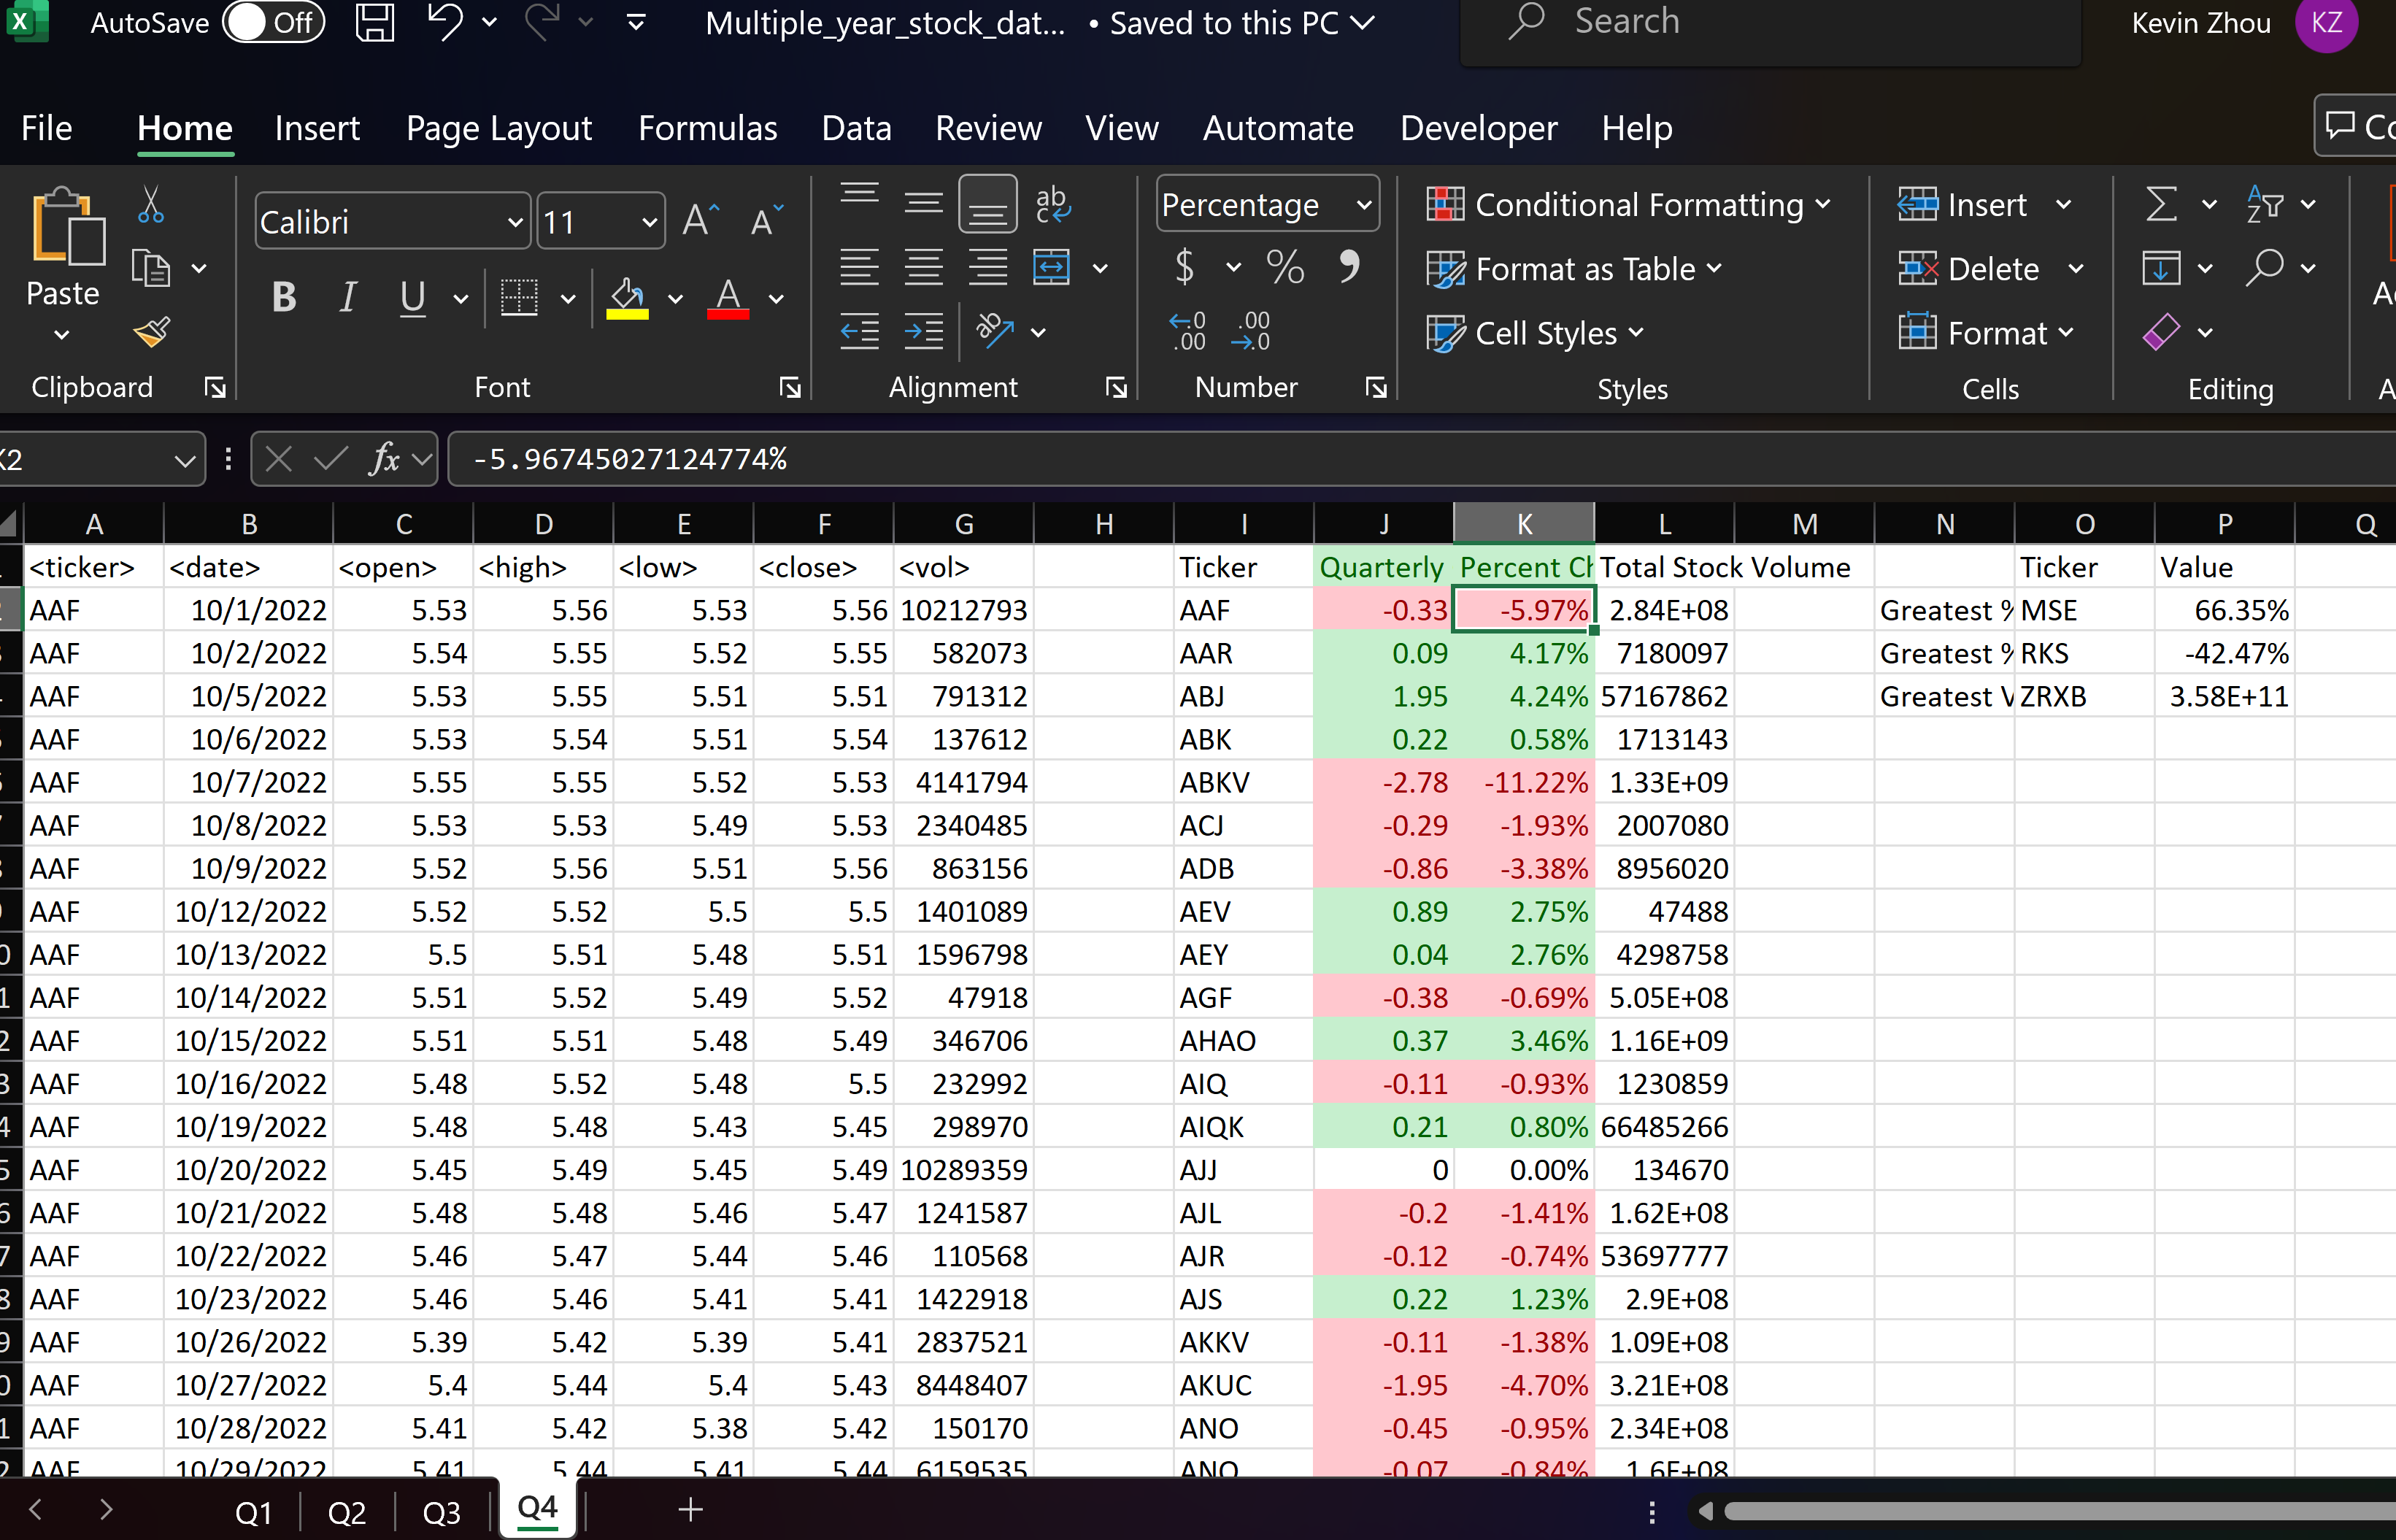 AutoSave Off Multiple_year_stock_dat... • Saved to this PC Search Kevin Zhou KZ
File Home Insert Page Layout Formulas Data Review View Automate Developer Help
Paste Calibri 11 Percentage Conditional Formatting Insert
Format as Table Delete
Cell Styles Format
Clipboard Font Alignment Number Styles Cells Editing
-5.96745027124774%
A B C D E F G H I J K L M N O P Q
<ticker> <date> <open> <high> <low> <close> <vol> Ticker Quarterly Percent Ch Total Stock Volume Ticker Value
AAF 10/1/2022 5.53 5.56 5.53 5.56 10212793 AAF -0.33 -5.97% 2.84E+08 Greatest % MSE 66.35%
AAF 10/2/2022 5.54 5.55 5.52 5.55 582073 AAR 0.09 4.17% 7180097 Greatest % RKS -42.47%
AAF 10/5/2022 5.53 5.55 5.51 5.51 791312 ABJ 1.95 4.24% 57167862 Greatest V ZRXB 3.58E+11
AAF 10/6/2022 5.53 5.54 5.51 5.54 137612 ABK 0.22 0.58% 1713143
AAF 10/7/2022 5.55 5.55 5.52 5.53 4141794 ABKV -2.78 -11.22% 1.33E+09
AAF 10/8/2022 5.53 5.53 5.49 5.53 2340485 ACJ -0.29 -1.93% 2007080
AAF 10/9/2022 5.52 5.56 5.51 5.56 863156 ADB -0.86 -3.38% 8956020
AAF 10/12/2022 5.52 5.52 5.5 5.5 1401089 AEV 0.89 2.75% 47488
AAF 10/13/2022 5.5 5.51 5.48 5.51 1596798 AEY 0.04 2.76% 4298758
AAF 10/14/2022 5.51 5.52 5.49 5.52 47918 AGF -0.38 -0.69% 5.05E+08
AAF 10/15/2022 5.51 5.51 5.48 5.49 346706 AHAO 0.37 3.46% 1.16E+09
AAF 10/16/2022 5.48 5.52 5.48 5.5 232992 AIQ -0.11 -0.93% 1230859
AAF 10/19/2022 5.48 5.48 5.43 5.45 298970 AIQK 0.21 0.80% 66485266
AAF 10/20/2022 5.45 5.49 5.45 5.49 10289359 AJJ 0 0.00% 134670
AAF 10/21/2022 5.48 5.48 5.46 5.47 1241587 AJL -0.2 -1.41% 1.62E+08
AAF 10/22/2022 5.46 5.47 5.44 5.46 110568 AJR -0.12 -0.74% 53697777
AAF 10/23/2022 5.46 5.46 5.41 5.41 1422918 AJS 0.22 1.23% 2.9E+08
AAF 10/26/2022 5.39 5.42 5.39 5.41 2837521 AKKV -0.11 -1.38% 1.09E+08
AAF 10/27/2022 5.4 5.44 5.4 5.43 8448407 AKUC -1.95 -4.70% 3.21E+08
AAF 10/28/2022 5.41 5.42 5.38 5.42 150170 ANO -0.45 -0.95% 2.34E+08
AAF 10/29/2022 5.41 5.44 5.41 5.44 6159535 -0.07 -0.84% 1.6E+08
Q1 Q2 Q3 Q4